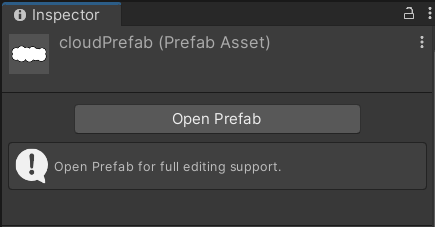 Inspector
cloudPrefab (Prefab Asset)
Open Prefab
Open Prefab for full editing support.